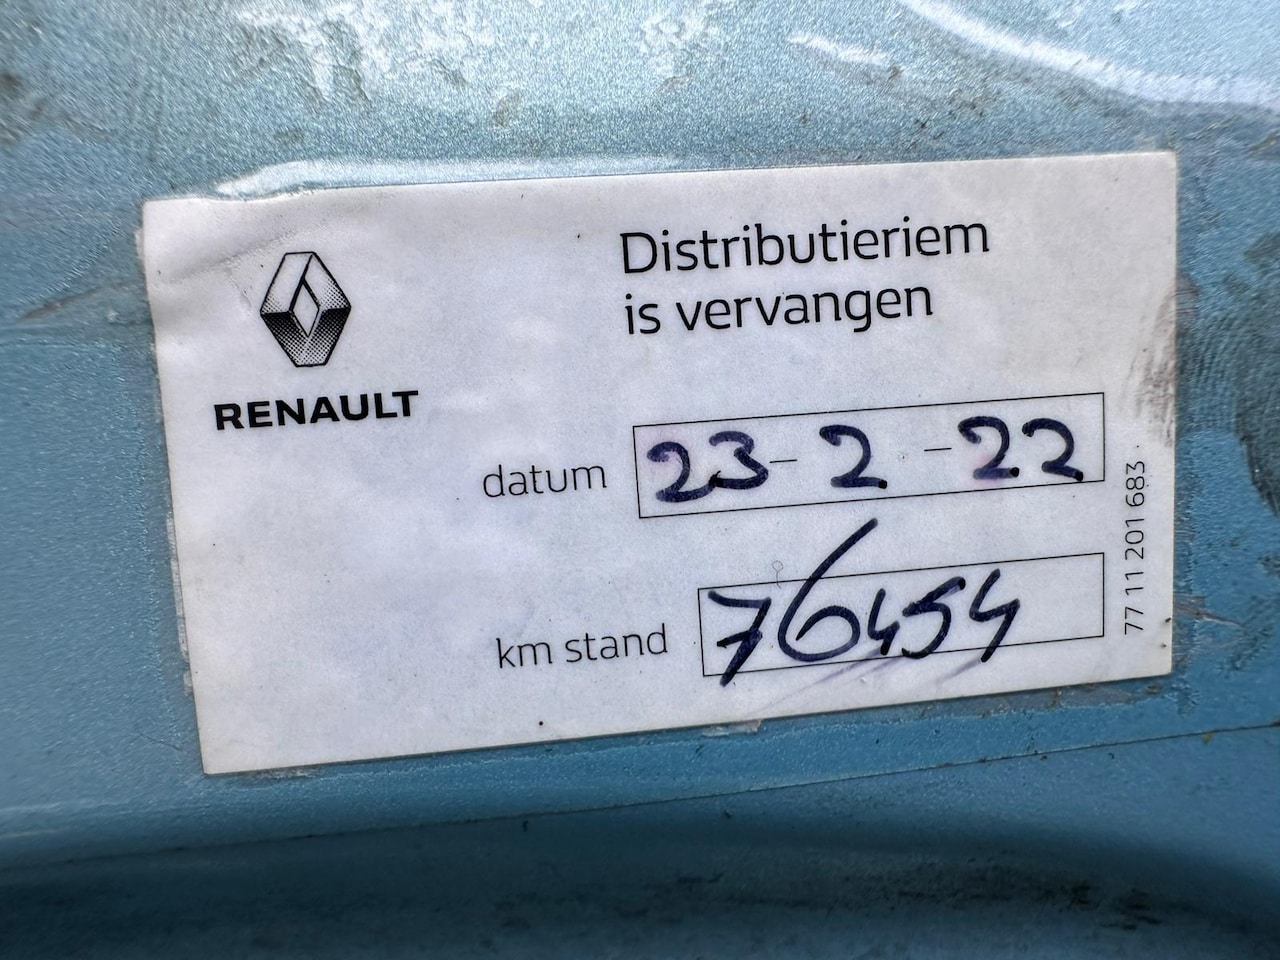 Distributieriem
is vervangen
RENAULT
datum 23-2-22
km stand 76454
77 11 201 683